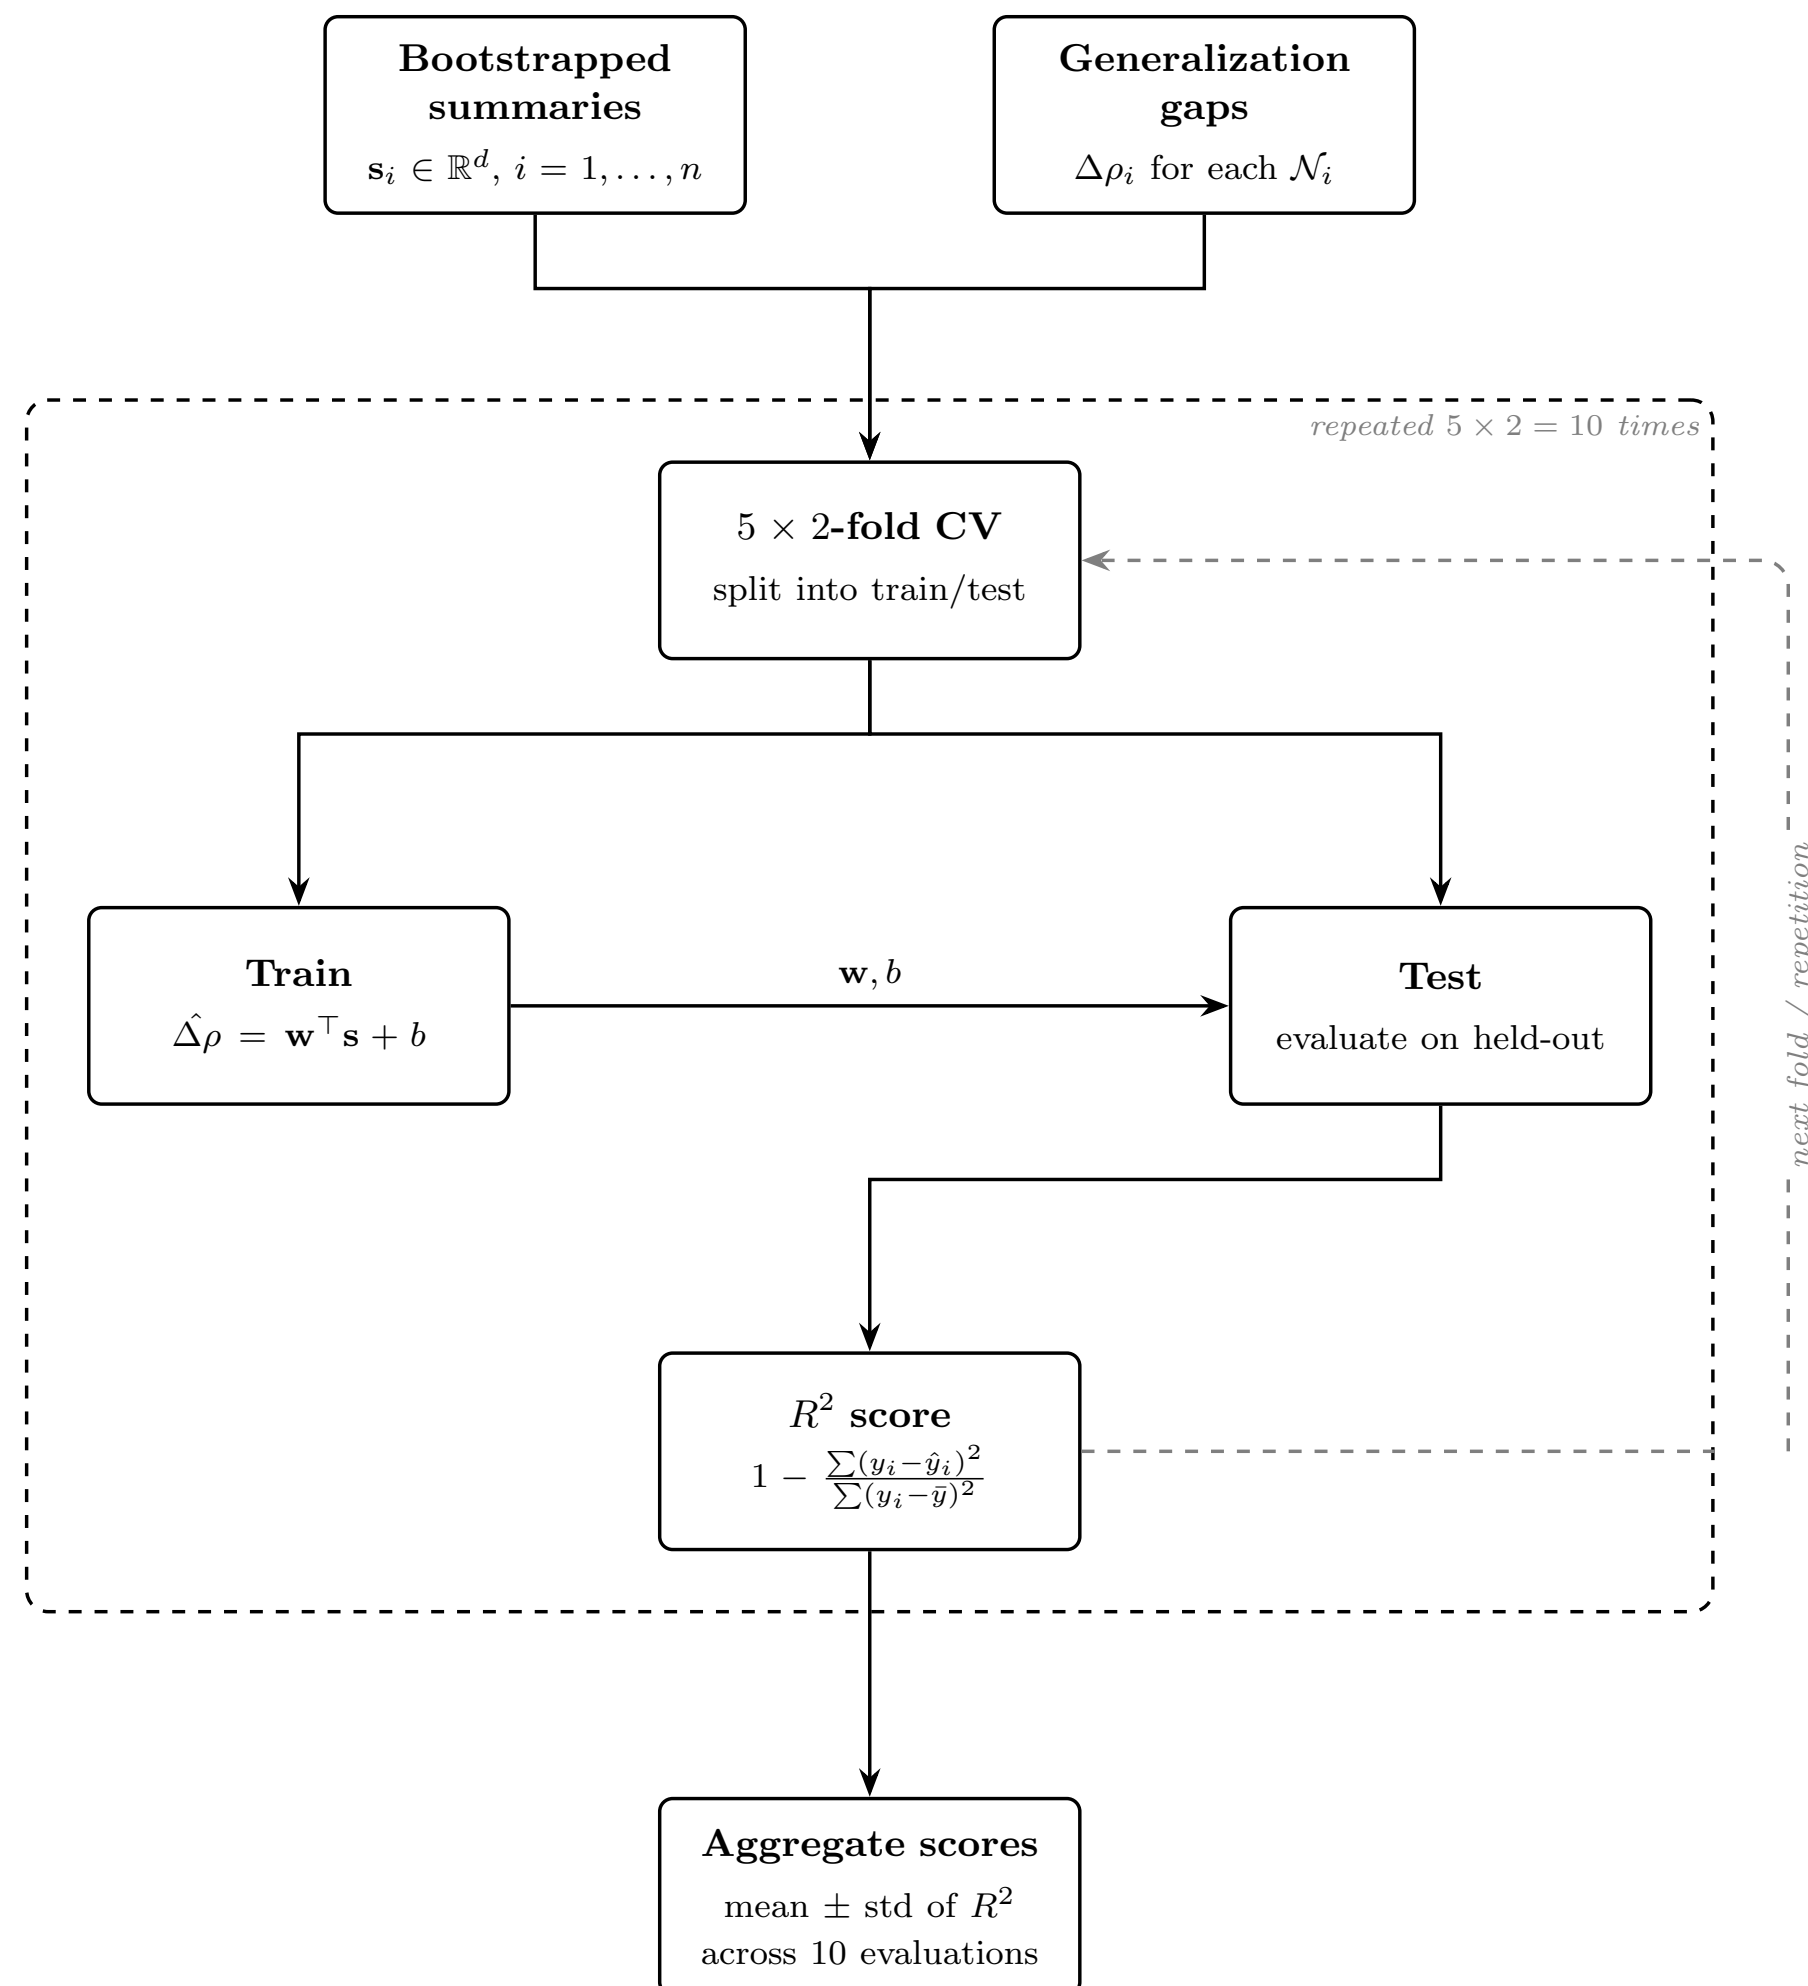 Bootstrapped
summaries
𝐬ᵢ ∈ ℝᵈ, i = 1, . . . , n
Generalization
gaps
Δρᵢ for each 𝒩ᵢ
repeated 5 × 2 = 10 times
5 × 2-fold CV
split into train/test
Train
Δ̂ρ = 𝐰⊤𝐬 + b
𝐰, b
Test
evaluate on held-out
next fold / repetition
R² score
1 − ∑(yᵢ−ŷᵢ)² / ∑(yᵢ−ȳ)²
Aggregate scores
mean ± std of R²
across 10 evaluations